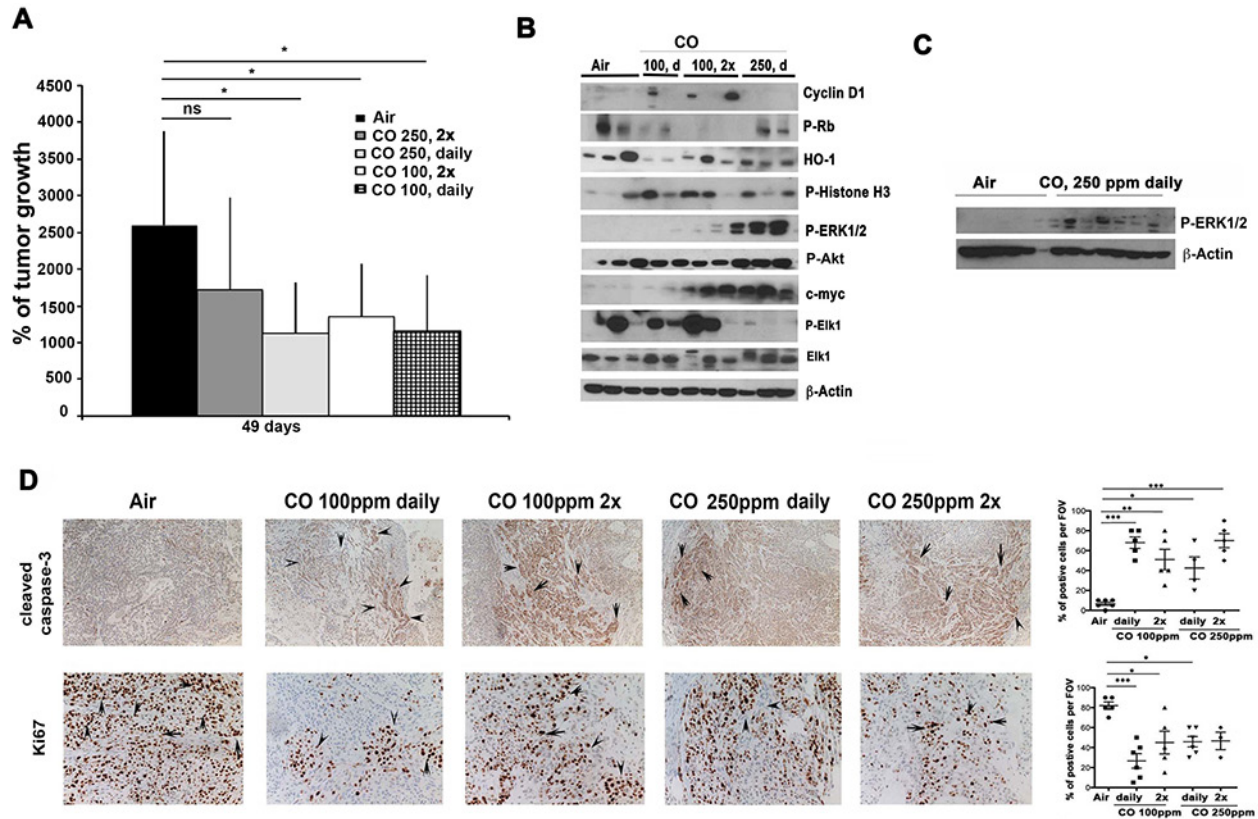 A
* 
*
*
ns
4500
4000
3500
3000
2500
2000
1500
1000
500
0
% of tumor growth
Air
CO 250, 2x
CO 250, daily
CO 100, 2x
CO 100, daily
49 days
B
CO
Air 100, d 100, 2x 250, d
Cyclin D1
P-Rb
HO-1
P-Histone H3
P-ERK1/2
P-Akt
c-myc
P-Elk1
Elk1
β-Actin
C
Air CO, 250 ppm daily
P-ERK1/2
β-Actin
D
Air CO 100ppm daily CO 100ppm 2x CO 250ppm daily CO 250ppm 2x
cleaved
caspase-3
Ki67
% of postive cells per FOV
***
*
**
***
100
80
60
40
20
0
Air daily 2x daily 2x
CO 100ppm CO 250ppm
% of positive cells per FOV
*
*
***
100
80
60
40
20
0
Air daily 2x daily 2x
CO 100ppm CO 250ppm